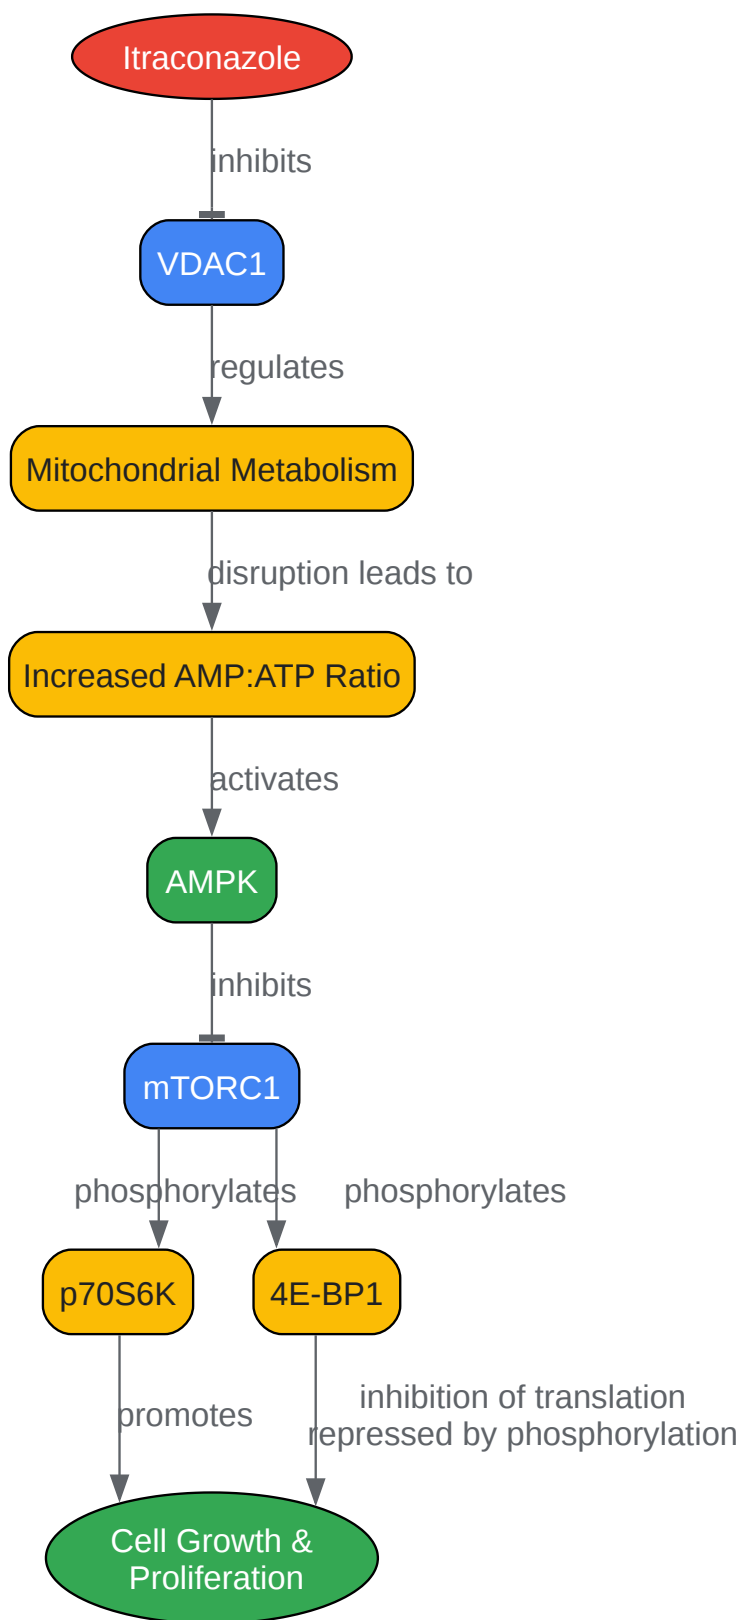 Itraconazole
inhibits
VDAC1
regulates
Mitochondrial Metabolism
disruption leads to
Increased AMP:ATP Ratio
activates
AMPK
inhibits
mTORC1
phosphorylates
phosphorylates
p70S6K
4E-BP1
promotes
inhibition of translation
repressed by phosphorylation
Cell Growth &
Proliferation